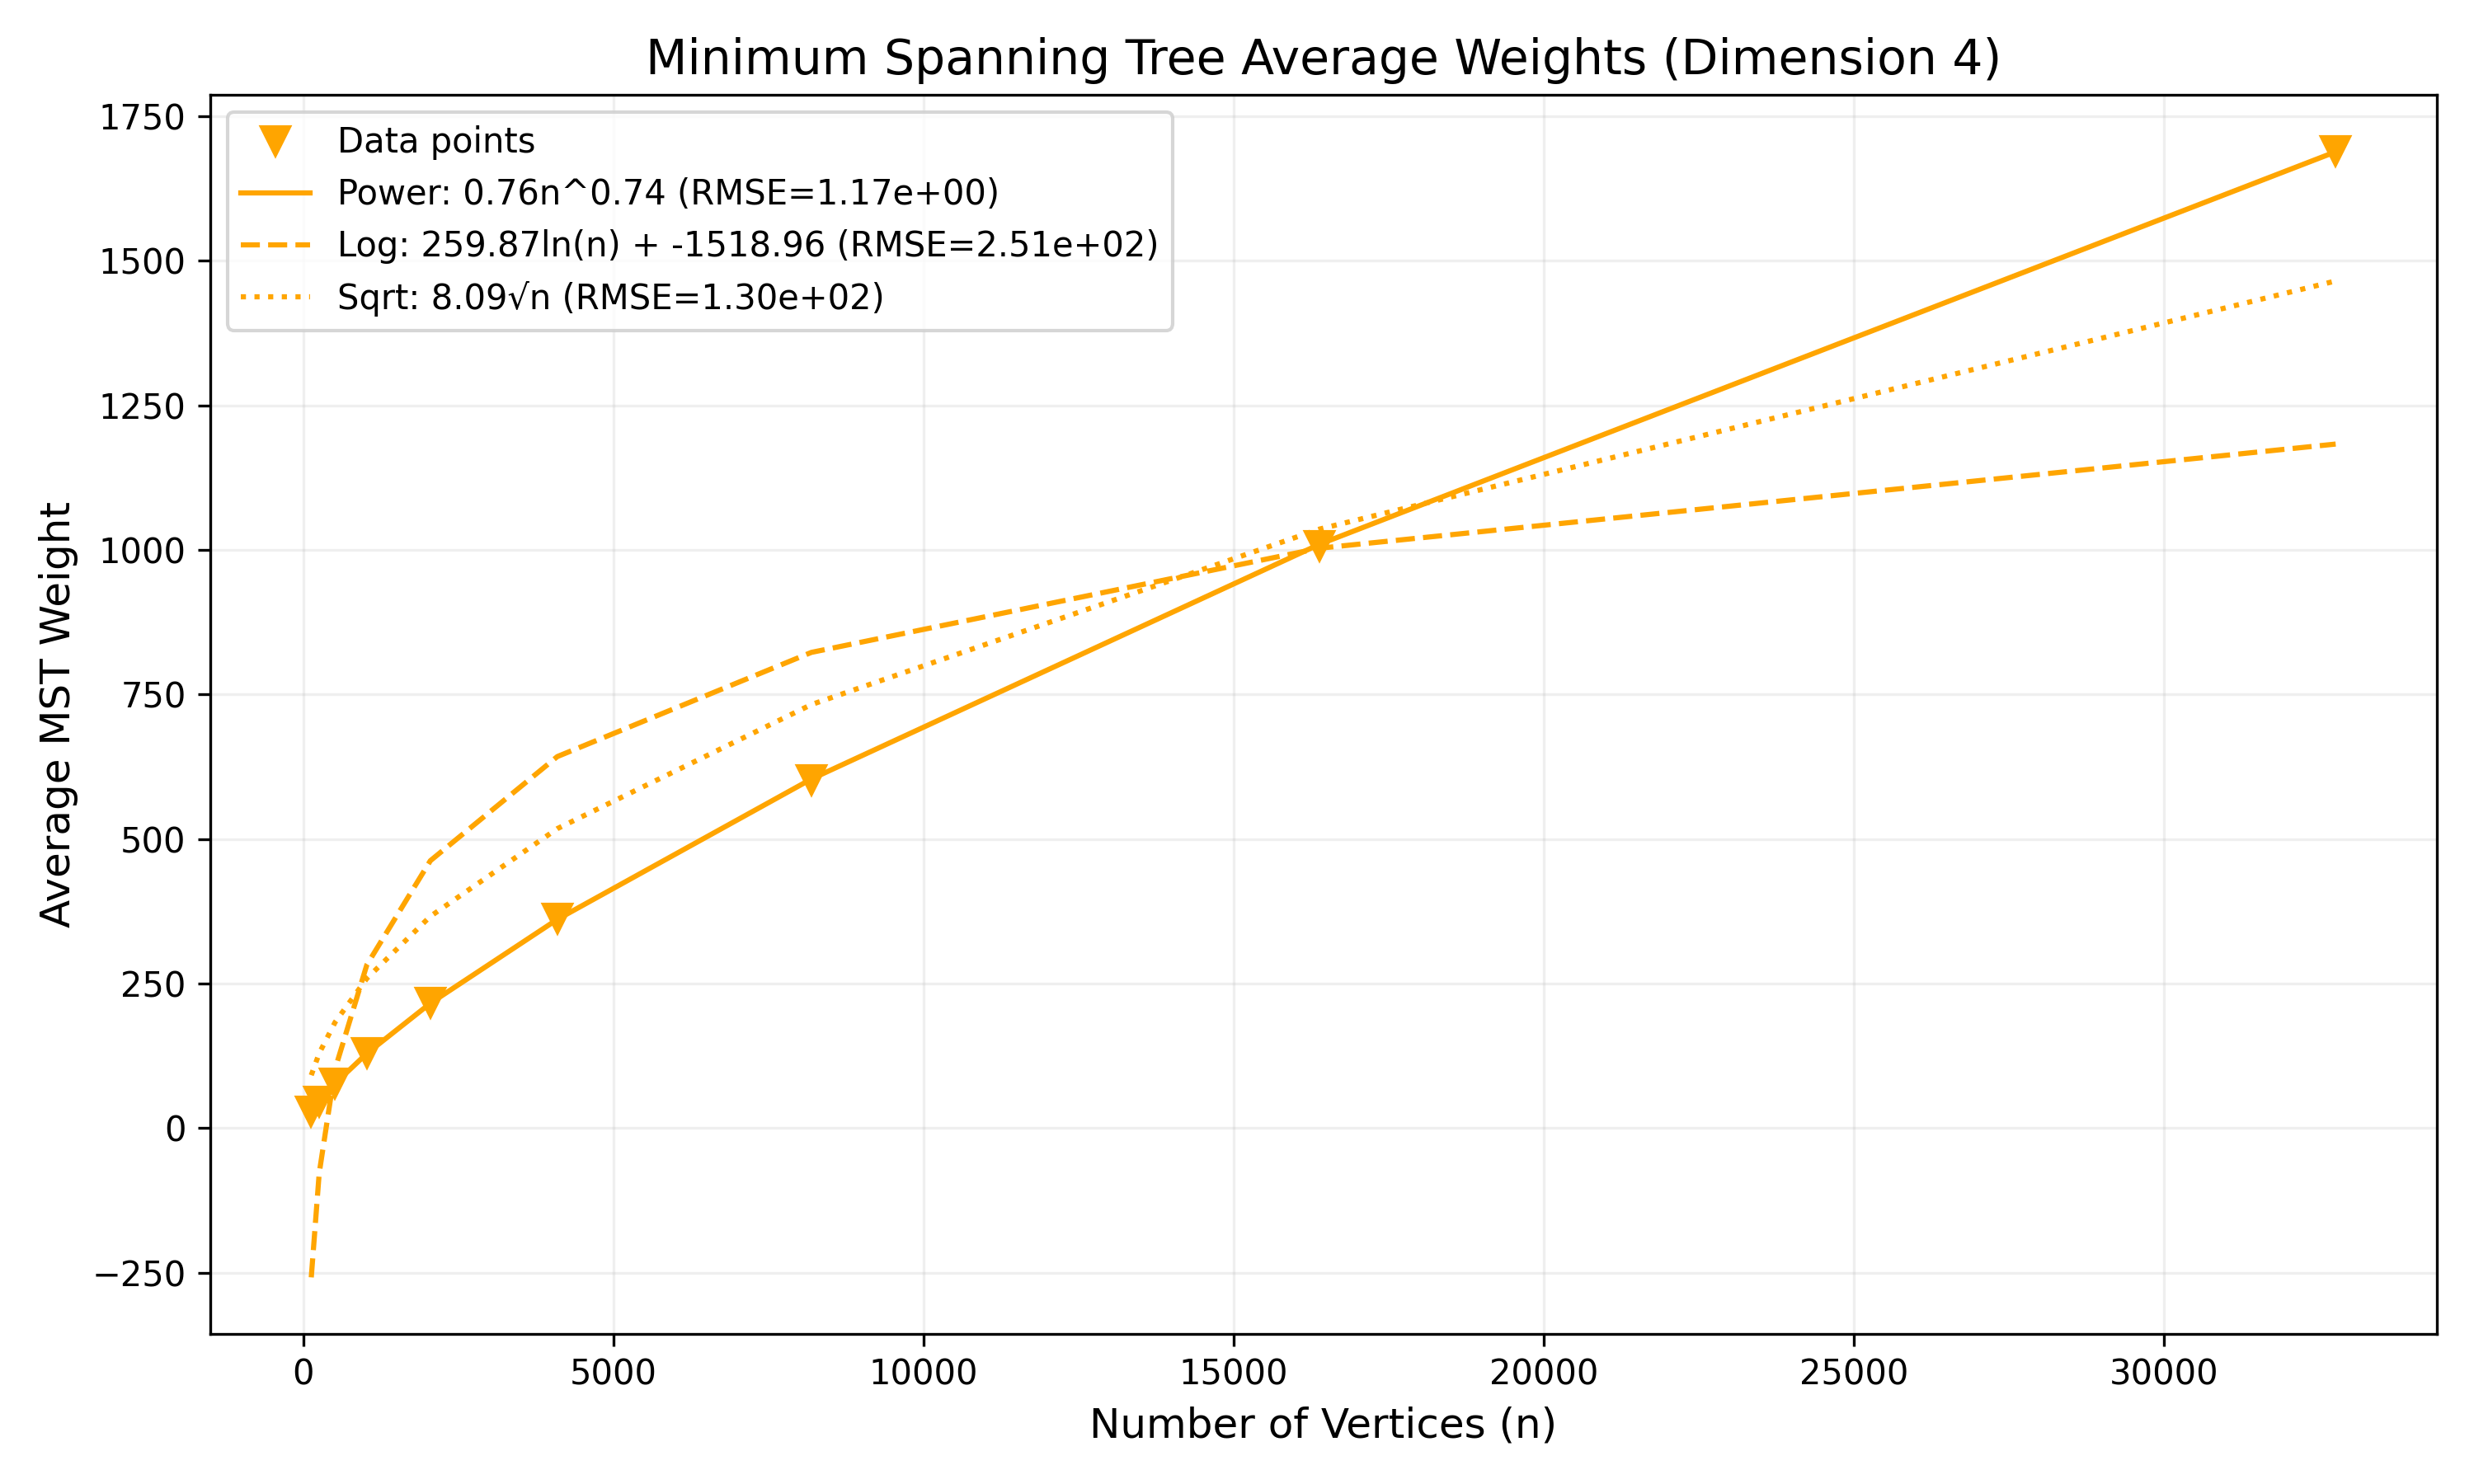 Minimum Spanning Tree Average Weights (Dimension 4)
Data points
Power: 0.76n^0.74 (RMSE=1.17e+00)
Log: 259.87ln(n) + -1518.96 (RMSE=2.51e+02)
Sqrt: 8.09√n (RMSE=1.30e+02)
Average MST Weight
1750
1500
1250
1000
750
500
250
0
−250
0 5000 10000 15000 20000 25000 30000
Number of Vertices (n)